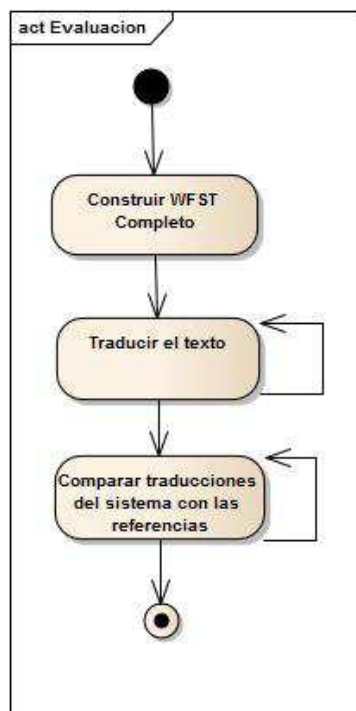 act Evaluacion
Construir WFST
Completo
Traducir el texto
Comparar traducciones
del sistema con las
referencias